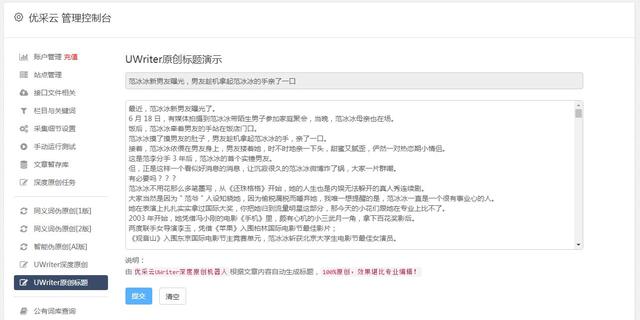 优采云 管理控制台
账户管理 充值
站点管理
接口文件相关
栏目与关键词
采集细节设置
手动运行测试
文章暂存库
深度原创任务
同义词伪原创[1版]
同义词伪原创[2版]
智能伪原创[AI版]
UWriter深度原创
UWriter原创标题
公有词库查询
UWriter原创标题演示
范冰冰新男友曝光，男友趁机拿起范冰冰的手亲了一口
最近，范冰冰新男友曝光了。
6 月 18 日，有媒体拍摄到范冰冰带陌生男子参加家庭聚会，当晚，范冰冰母亲也在场。
饭后，范冰冰牵着男友的手站在饭店门口。
范冰冰摸了摸男友的肚子，男友趁机拿起范冰冰的手，亲了一口。
接着，范冰冰依偎在男友身上，男友搂着她，时不时地亲一下头，甜蜜又腻歪，俨然一对热恋期小情侣。
这是范李分手 3 年后，范冰冰的首个实锤男友。
但，正是这样一个看似好消息的消息，让沉寂很久的范冰冰微博炸了锅，大家一片群嘲。
有必要吗？？？
范冰冰不用花那么多笔墨写，从《还珠格格》开始，她的人生也是内娱无法躲开的真人秀连续剧。
大家当然是因为＂范爷＂人设知晓她，因为偷税漏税而唾弃她，我唯一想提醒的是，范冰冰一直是一个很有事业心的人。
她在表演上扎扎实实拿过国际大奖，你把她归到流量明星这部分，那今天的小花们跟她在专业上比不了。
2003 年开始，她凭借冯小刚的电影《手机》里，颇有心机的小三武月一角，拿下百花奖影后。
两度联手女导演李玉，凭借《苹果》入围柏林国际电影节最佳影片；
《观音山》入围东京国际电影节主竞赛单元，范冰冰斩获北京大学生电影节最佳女演员。
说明：
由 优采云UWriter深度原创机器人 根据文章内容自动生成标题，100%原创，效果堪比专业编辑！
提交 清空